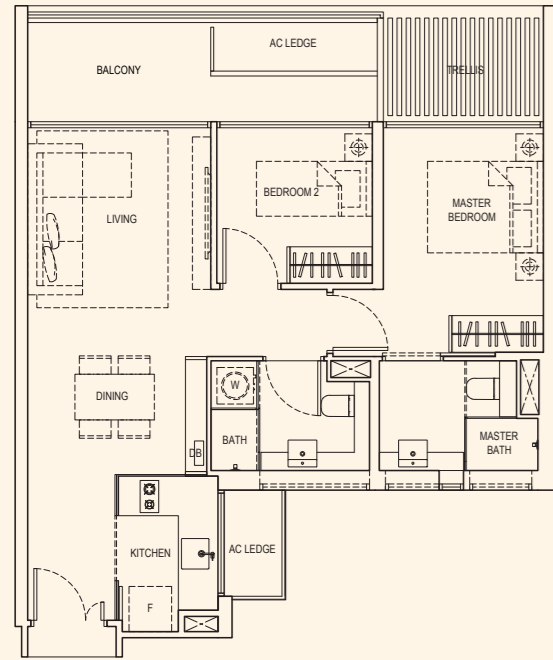 AC LEDGE
BALCONY
TRELLIS
BEDROOM 2
LIVING
MASTER
BEDROOM
W
DINING
BATH
MASTER
BATH
DB
KITCHEN
AC LEDGE
F